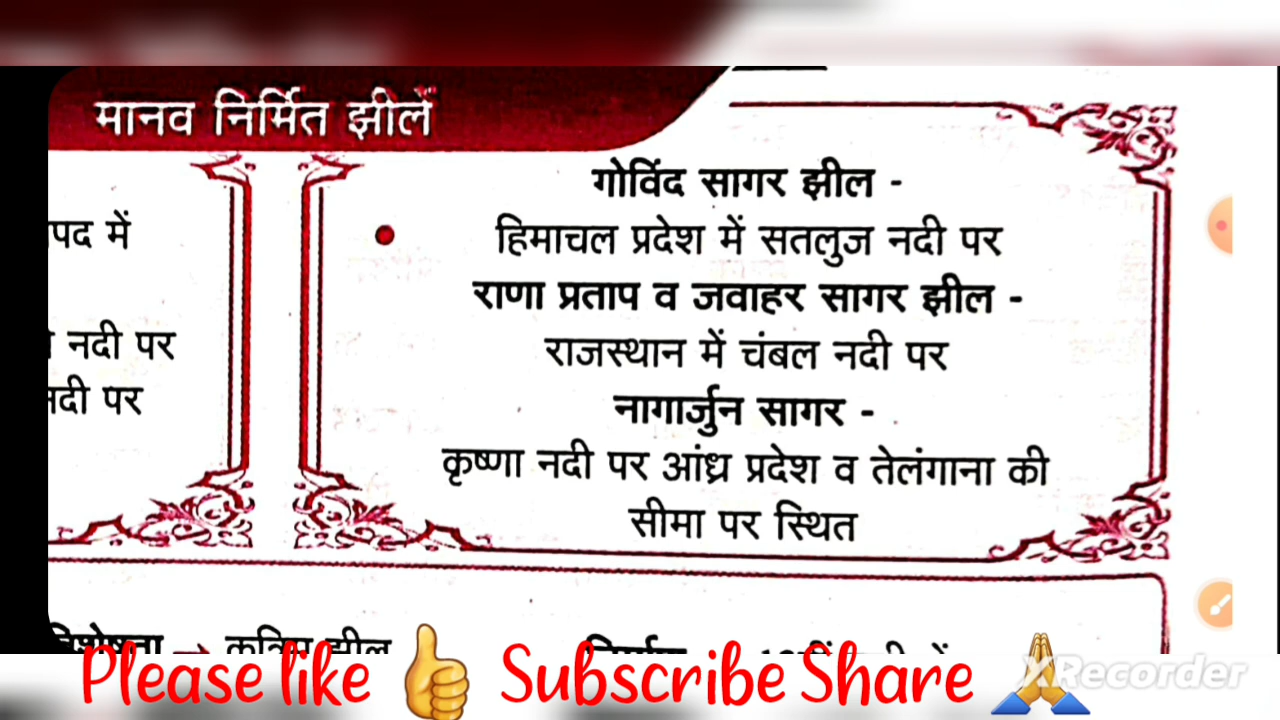 मानव निर्मित झीलें
पद में
नदी पर
नदी पर
गोविंद सागर झील -
हिमाचल प्रदेश में सतलुज नदी पर
राणा प्रताप व जवाहर सागर झील -
राजस्थान में चंबल नदी पर
नागार्जुन सागर -
कृष्णा नदी पर आंध्र प्रदेश व तेलंगाना की
सीमा पर स्थित
विशेषता → कृत्रिम झील
Please like 👍 Subscribe Share 🙏
XRecorder